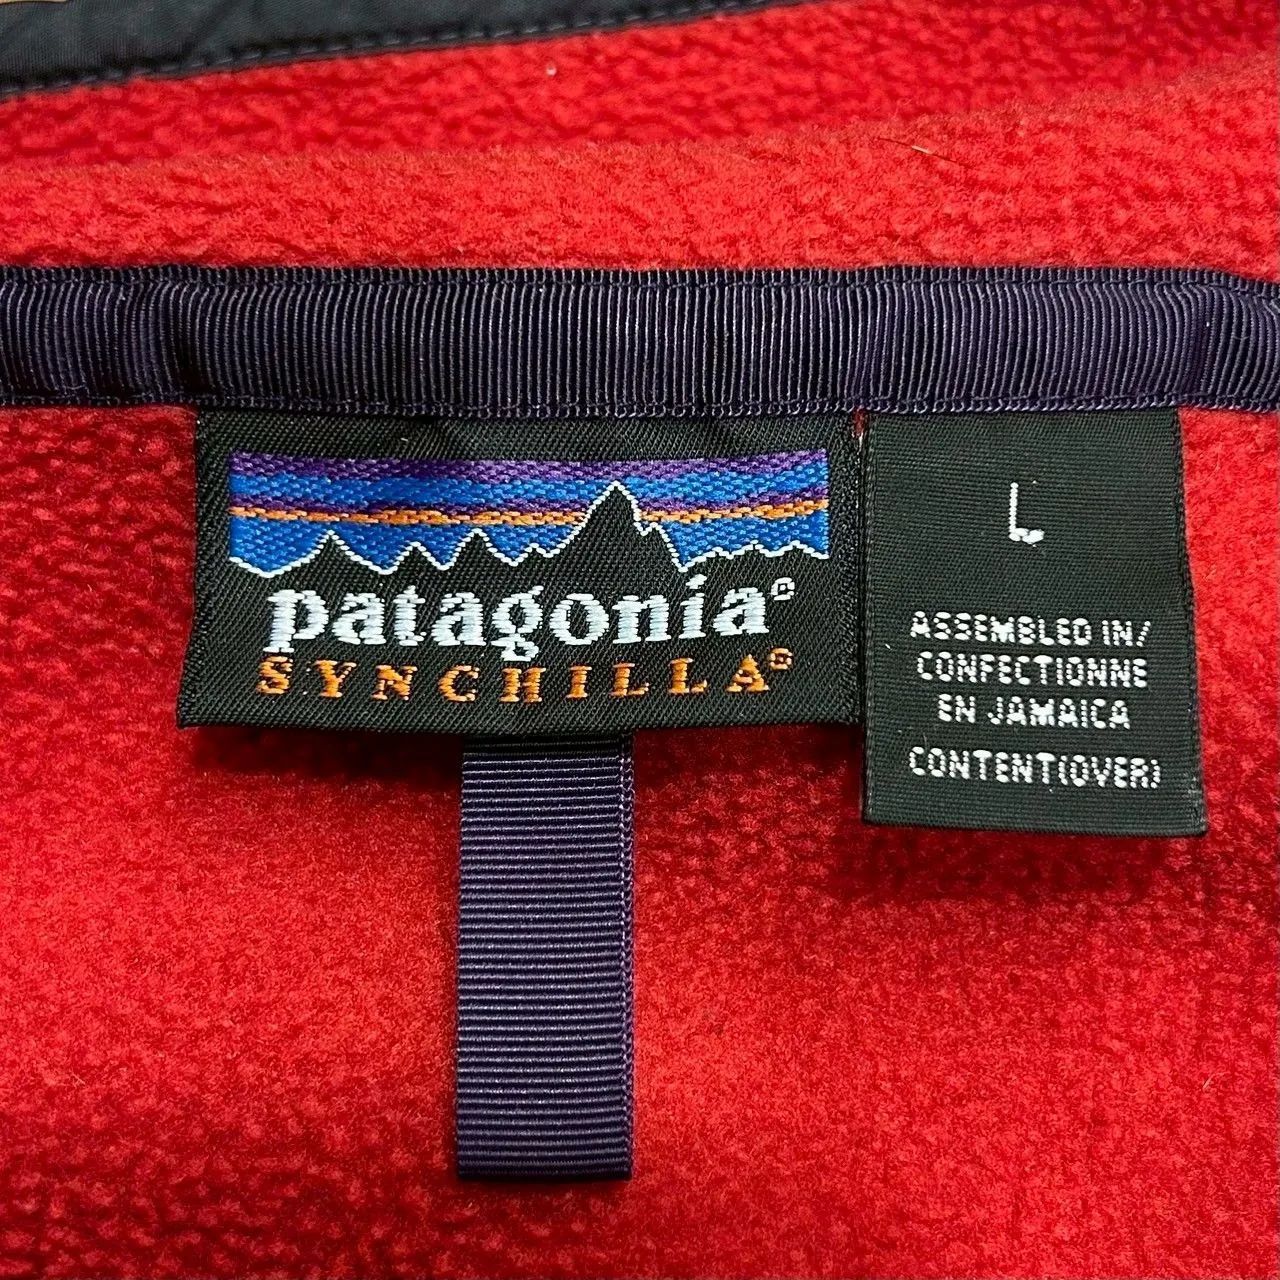 patagonia®
SYNCHILLA®
L
ASSEMBLED IN/
CONFECTIONNE
EN JAMAICA
CONTENT(OVER)